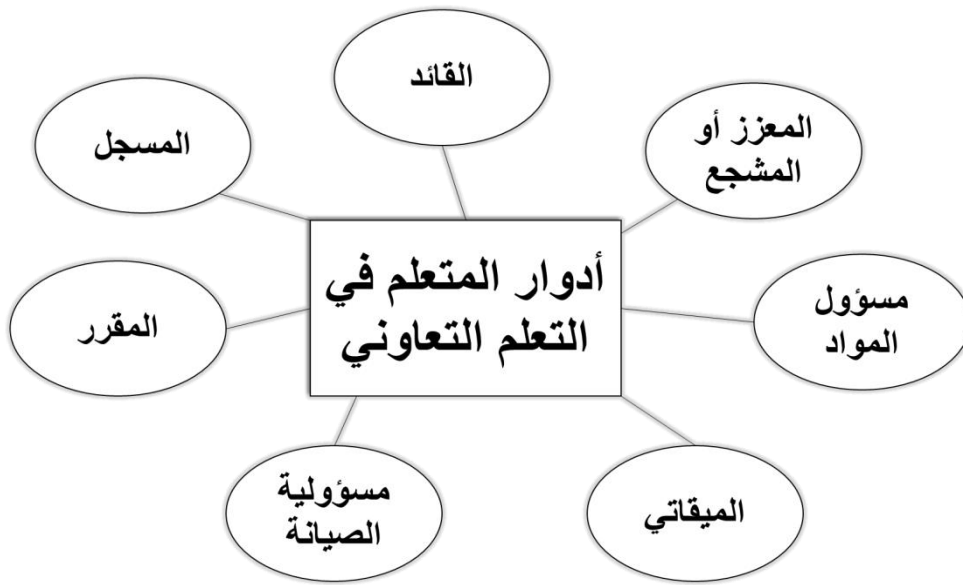 القائد
المعزز أو
المشجع
المسجل
أدوار المتعلم في
التعلم التعاوني
مسؤول
المواد
المقرر
مسؤولية
الصيانة
الميقاتي